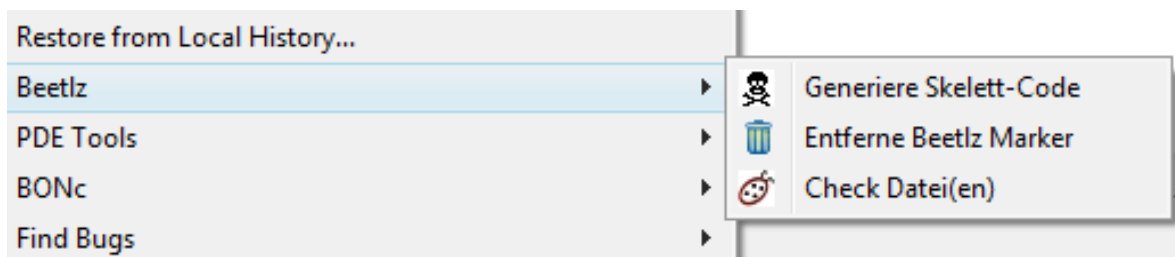 Restore from Local History...
Beetlz
PDE Tools
BONc
Find Bugs
Generiere Skelett-Code
Entferne Beetlz Marker
Check Datei(en)